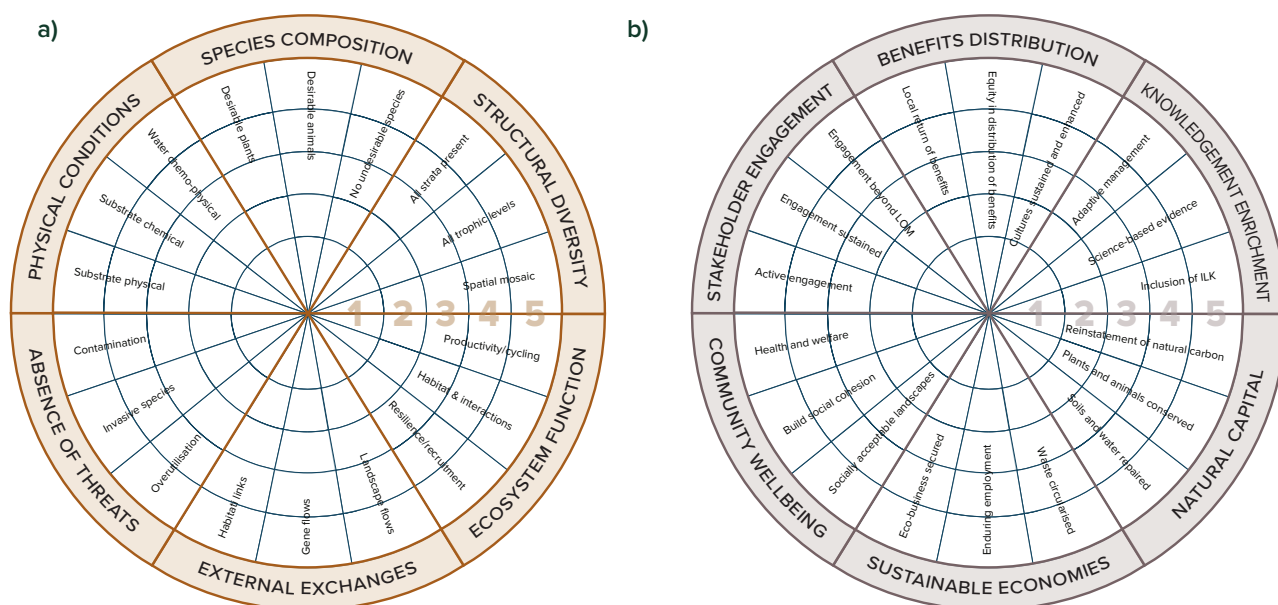 a)
SPECIES COMPOSITION
Desirable plants
Desirable animals
No undesirable species
STRUCTURAL DIVERSITY
All strata present
All trophic levels
Spatial mosaic
ECOSYSTEM FUNCTION
Productivity/cycling
Habitat & interactions
Resilience/recruitment
EXTERNAL EXCHANGES
Landscape flows
Gene flows
Habitat links
ABSENCE OF THREATS
Overutilisation
Invasive species
Contamination
PHYSICAL CONDITIONS
Substrate physical
Substrate chemical
Water chemo-physical
1 2 3 4 5
b)
BENEFITS DISTRIBUTION
Local return of benefits
Equity in distribution of benefits
Cultures sustained and enhanced
KNOWLEDGEMENT ENRICHMENT
Adaptive management
Science-based evidence
Inclusion of ILK
NATURAL CAPITAL
Reinstatement of natural carbon
Plants and animals conserved
Soils and water repaired
SUSTAINABLE ECONOMIES
Waste circularised
Enduring employment
Eco-business secured
COMMUNITY WELLBEING
Socially acceptable landscapes
Build social cohesion
Health and welfare
STAKEHOLDER ENGAGEMENT
Active engagement
Engagement sustained
Engagement beyond LOM
1 2 3 4 5